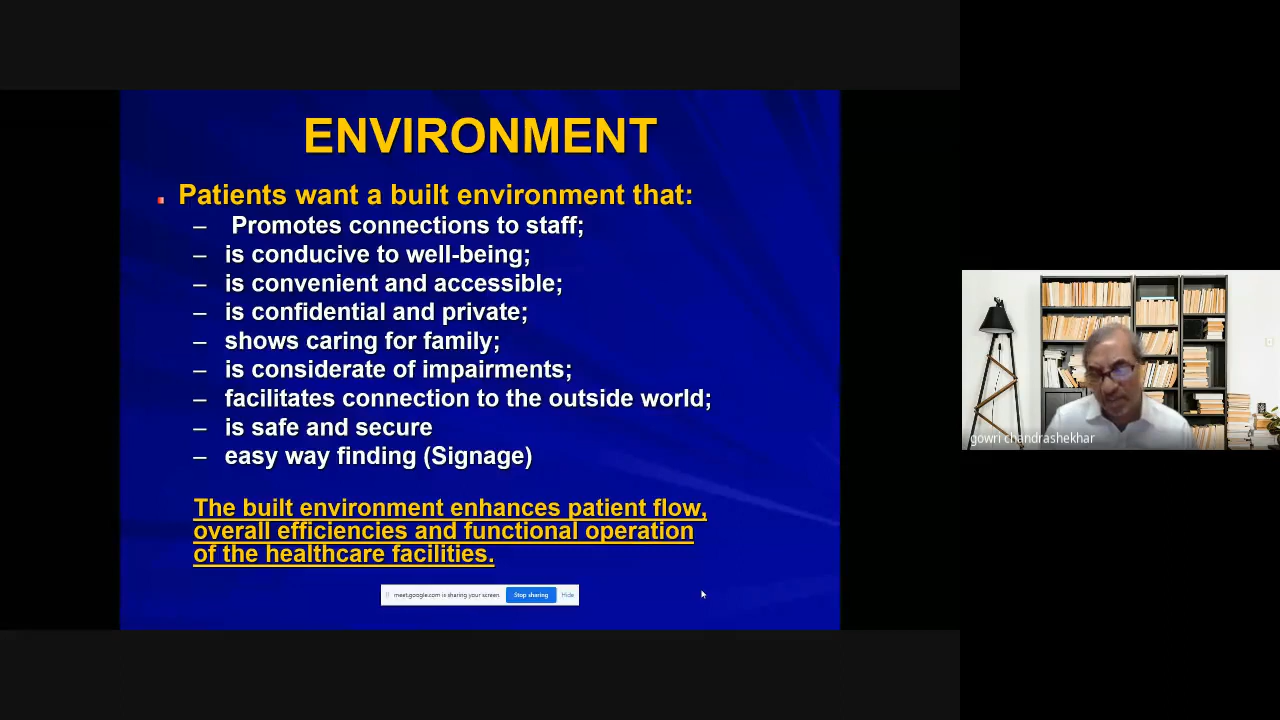 ENVIRONMENT
Patients want a built environment that:
– Promotes connections to staff;
– is conducive to well-being;
– is convenient and accessible;
– is confidential and private;
– shows caring for family;
– is considerate of impairments;
– facilitates connection to the outside world;
– is safe and secure
– easy way finding (Signage)
The built environment enhances patient flow,
overall efficiencies and functional operation
of the healthcare facilities.
meet.google.com is sharing your screen. Stop sharing Hide
gowri chandrashekhar